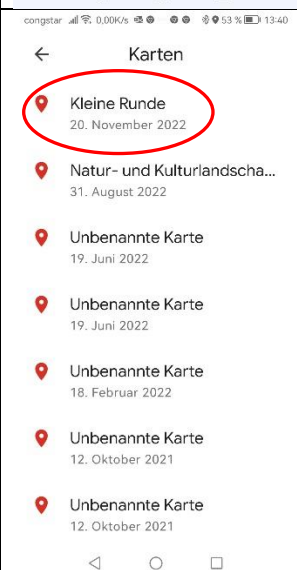 congstar 0,00K/s 53 % 13:40
Karten
Kleine Runde
20. November 2022
Natur- und Kulturlandscha...
31. August 2022
Unbenannte Karte
19. Juni 2022
Unbenannte Karte
19. Juni 2022
Unbenannte Karte
18. Februar 2022
Unbenannte Karte
12. Oktober 2021
Unbenannte Karte
12. Oktober 2021